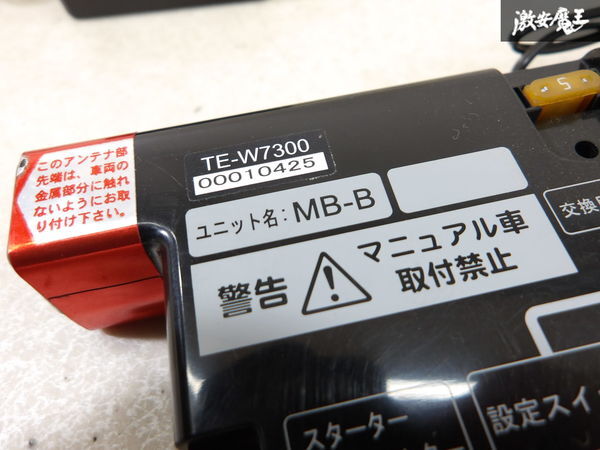 激安魔王
5
このアンテナ部
先端は、車両の
金属部分に触れ
ないようにお取
り付け下さい。
TE-W7300
00010425
ユニット名：MB-B
交換
警告
マニュアル車
取付禁止
スターター
設定スイ